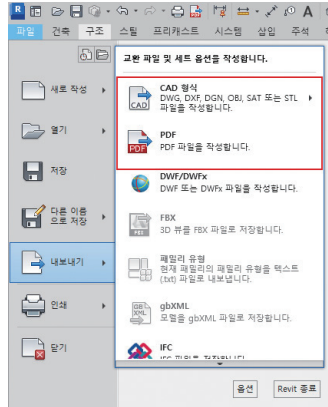 파일 건축 구조 스틸 프리캐스트 시스템 삽입 주석
교환 파일 및 세트 옵션을 작성합니다.
새로 작성
열기
저장
다른 이름
으로 저장
내보내기
인쇄
닫기
CAD 형식
DWG, DXF, DGN, OBJ, SAT 또는 STL
파일을 작성합니다.
PDF
PDF 파일을 작성합니다.
DWF/DWFx
DWF 또는 DWFx 파일을 작성합니다.
FBX
3D 뷰를 FBX 파일로 저장합니다.
패밀리 유형
현재 패밀리의 패밀리 유형을 텍스트
(.txt) 파일로 내보냅니다.
gbXML
모델을 gbXML 파일로 저장합니다.
IFC
옵션 Revit 종료